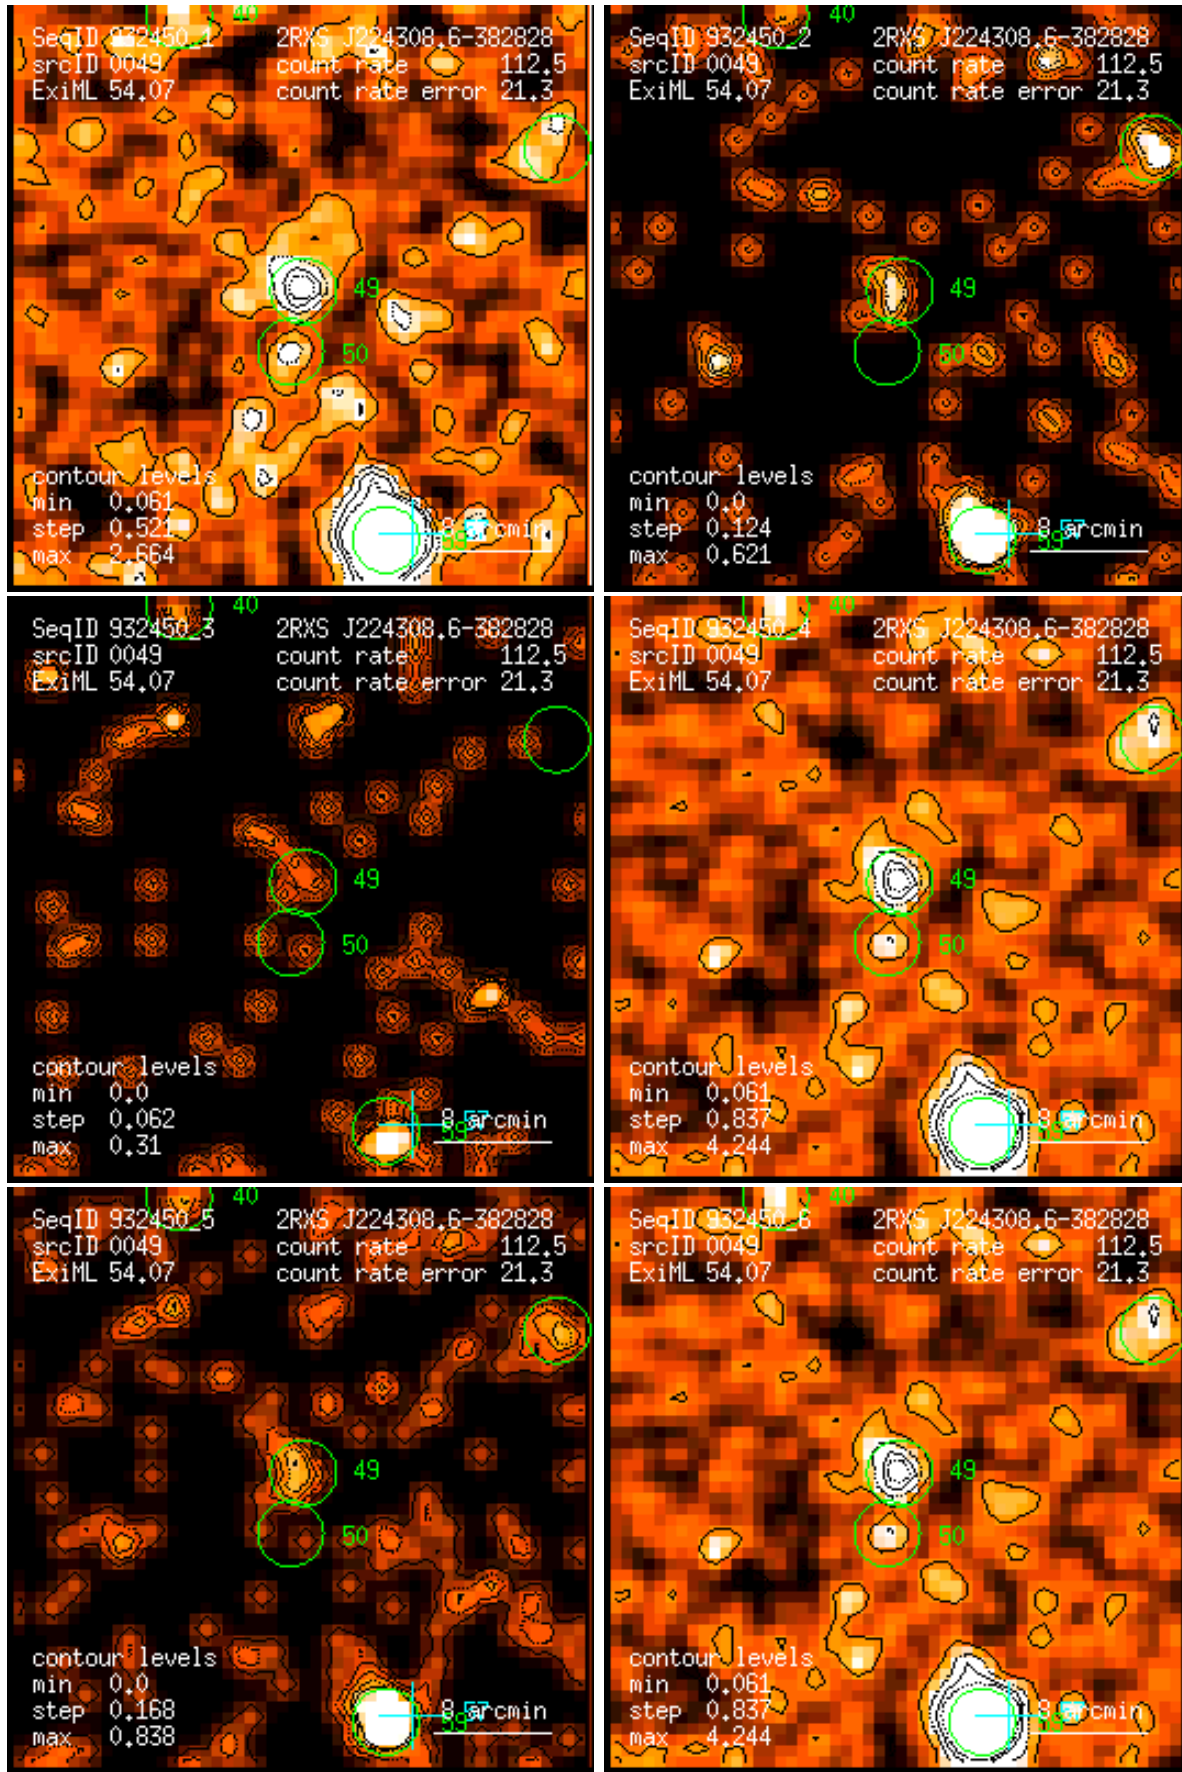 40
SeqID 932450_1 2RXS J224308.6-382828
srcID 0049 count rate 112.5
ExiML 54.07 count rate error 21.3
49
50
contour levels
min 0.061
step 0.521 8 arcmin
59
max 2.664
40
SeqID 932450_2 2RXS J224308.6-382828
srcID 0049 count rate 112.5
ExiML 54.07 count rate error 21.3
49
50
contour levels
min 0.0
step 0.124 8 arcmin
59
max 0.621
40
SeqID 932450_3 2RXS J224308.6-382828
srcID 0049 count rate 112.5
ExiML 54.07 count rate error 21.3
49
50
contour levels
min 0.0
step 0.062 8 arcmin
59
max 0.31
40
SeqID 932450_4 2RXS J224308.6-382828
srcID 0049 count rate 112.5
ExiML 54.07 count rate error 21.3
49
50
contour levels
min 0.061
step 0.837 8 arcmin
59
max 4.244
40
SeqID 932450_5 2RXS J224308.6-382828
srcID 0049 count rate 112.5
ExiML 54.07 count rate error 21.3
49
50
contour levels
min 0.0
step 0.168 8 arcmin
59
max 0.838
40
SeqID 932450_6 2RXS J224308.6-382828
srcID 0049 count rate 112.5
ExiML 54.07 count rate error 21.3
49
50
contour levels
min 0.061
step 0.837 8 arcmin
59
max 4.244